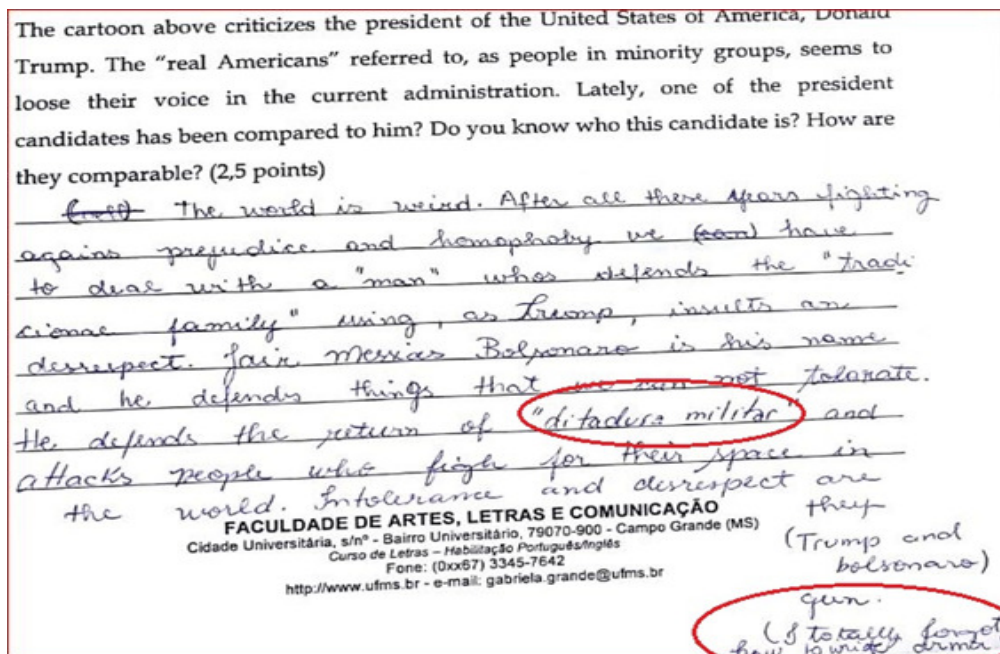 The cartoon above criticizes the president of the United States of America, Donald
Trump. The “real Americans” referred to, as people in minority groups, seems to
loose their voice in the current administration. Lately, one of the president
candidates has been compared to him? Do you know who this candidate is? How are
they comparable? (2,5 points)
The world is weird. After all these years fighting
agains prejudice and homophoby we have
to deal with a "man" whos defends the "tradi
cional family" using, as Trump, insults an
desrespect. Jair Messias Bolsonaro is his name
and he defends things that we can not tolarate.
He defends the return of "ditadura militar" and
attacks people who figh for their space in
the world. Intolerance and desrespect are
they
(Trump and
bolsonaro)
gun.
(I totally forgot
how to write arma
FACULDADE DE ARTES, LETRAS E COMUNICAÇÃO
Cidade Universitária, s/nº - Bairro Universitário, 79070-900 - Campo Grande (MS)
Curso de Letras – Habilitação Português/Inglês
Fone: (0xx67) 3345-7642
http://www.ufms.br - e-mail: gabriela.grande@ufms.br